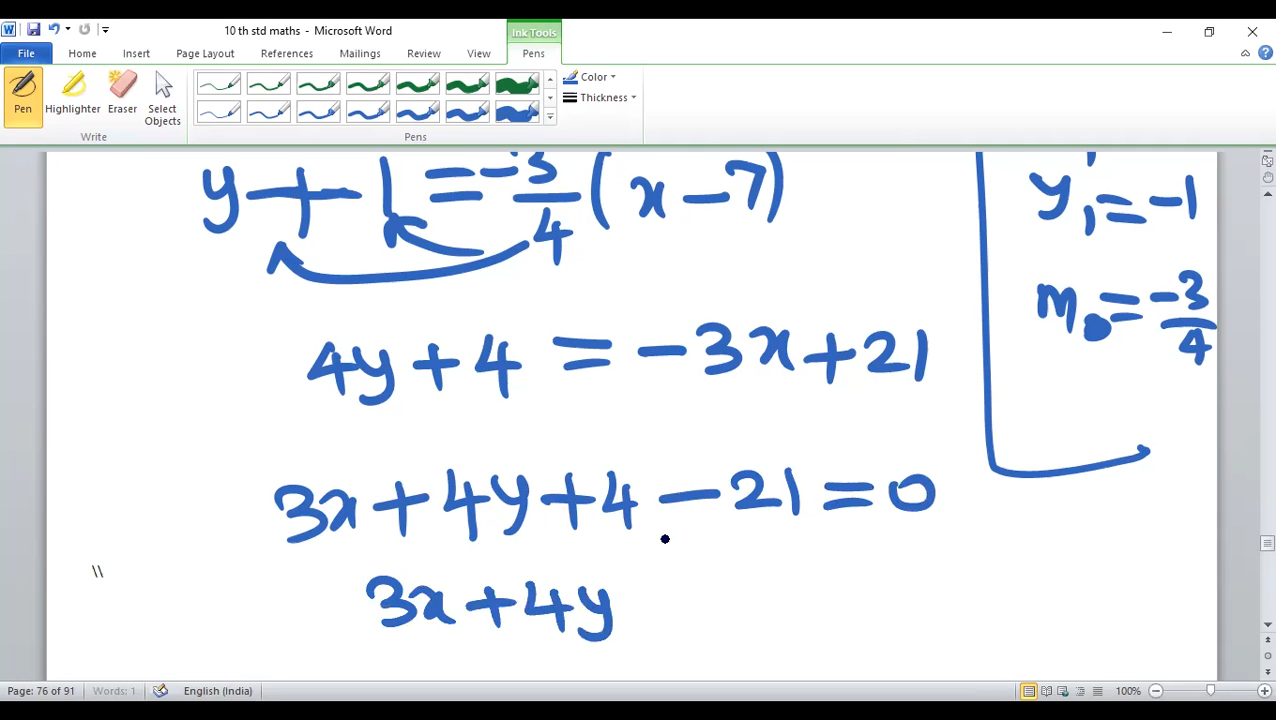 10 th std maths - Microsoft Word
Ink Tools
File Home Insert Page Layout References Mailings Review View Pens
Pen Highlighter Eraser Select Objects
Color
Thickness
Write Pens
y + 1 = -3/4 (x - 7)
y1 = -1
m = -3/4
4y + 4 = -3x + 21
3x + 4y + 4 - 21 = 0
\\
3x + 4y
Page: 76 of 91 Words: 1 English (India) 100%